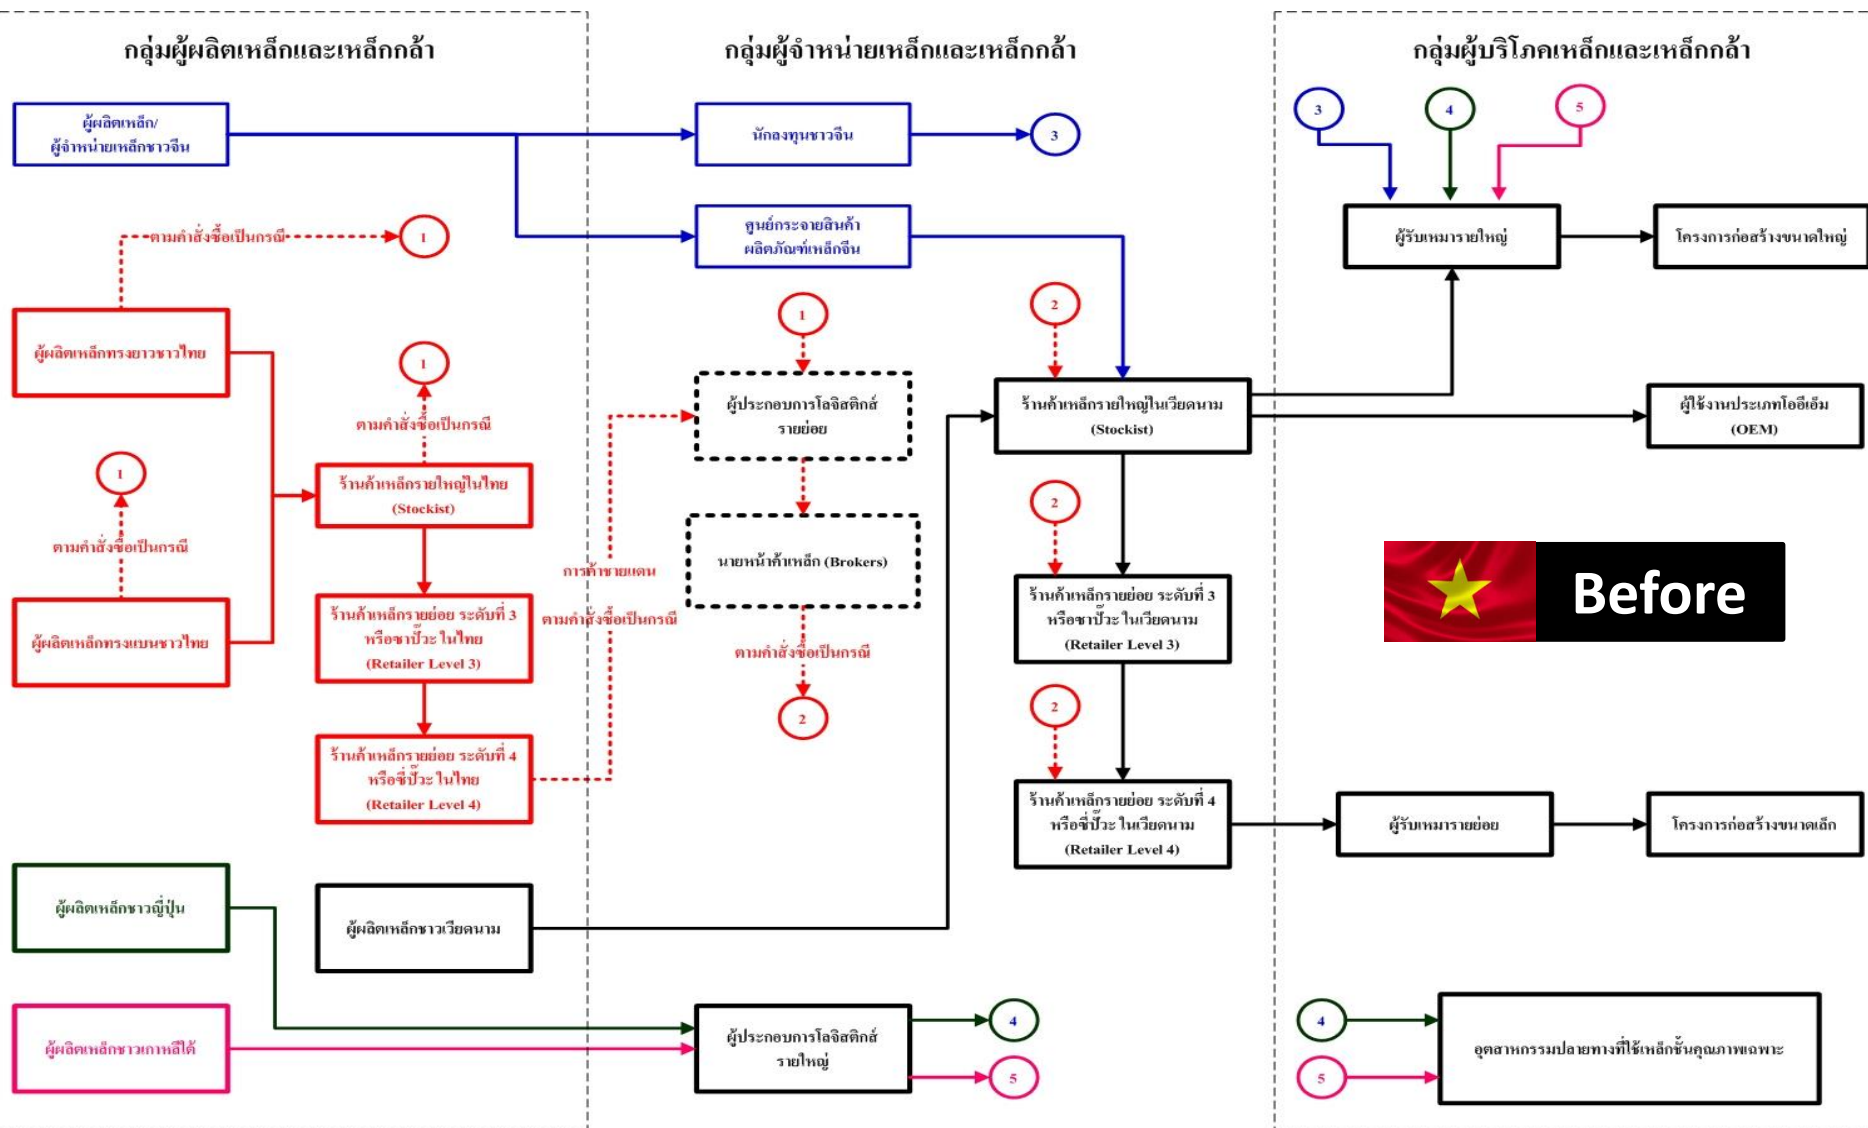 กลุ่มผู้ผลิตเหล็กและเหล็กกล้า
กลุ่มผู้จำหน่ายเหล็กและเหล็กกล้า
กลุ่มผู้บริโภคเหล็กและเหล็กกล้า
ผู้ผลิตเหล็ก/
ผู้จำหน่ายเหล็กชาวจีน
นักลงทุนชาวจีน
3
3
4
5
ศูนย์กระจายสินค้า
ผลิตภัณฑ์เหล็กจีน
ผู้รับเหมารายใหญ่
โครงการก่อสร้างขนาดใหญ่
ตามคำสั่งซื้อเป็นกรณี
1
ผู้ผลิตเหล็กทรงยาวชาวไทย
1
ตามคำสั่งซื้อเป็นกรณี
1
2
ผู้ประกอบการโลจิสติกส์
รายย่อย
ร้านค้าเหล็กรายใหญ่ในเวียดนาม
(Stockist)
ผู้ใช้งานประเภทโออีเอ็ม
(OEM)
1
ตามคำสั่งซื้อเป็นกรณี
ร้านค้าเหล็กรายใหญ่ในไทย
(Stockist)
2
นายหน้าค้าเหล็ก (Brokers)
การค้าชายแดน
ตามคำสั่งซื้อเป็นกรณี
Before
ผู้ผลิตเหล็กทรงแบนชาวไทย
ร้านค้าเหล็กรายย่อย ระดับที่ 3
หรือซาปั๊วะ ในไทย
(Retailer Level 3)
ตามคำสั่งซื้อเป็นกรณี
2
ร้านค้าเหล็กรายย่อย ระดับที่ 3
หรือซาปั๊วะ ในเวียดนาม
(Retailer Level 3)
2
ร้านค้าเหล็กรายย่อย ระดับที่ 4
หรือซี่ปั๊วะ ในไทย
(Retailer Level 4)
ร้านค้าเหล็กรายย่อย ระดับที่ 4
หรือซี่ปั๊วะ ในเวียดนาม
(Retailer Level 4)
ผู้รับเหมารายย่อย
โครงการก่อสร้างขนาดเล็ก
ผู้ผลิตเหล็กชาวญี่ปุ่น
ผู้ผลิตเหล็กชาวเวียดนาม
ผู้ผลิตเหล็กชาวเกาหลีใต้
ผู้ประกอบการโลจิสติกส์
รายใหญ่
4
5
4
5
อุตสาหกรรมปลายทางที่ใช้เหล็กชั้นคุณภาพเฉพาะ